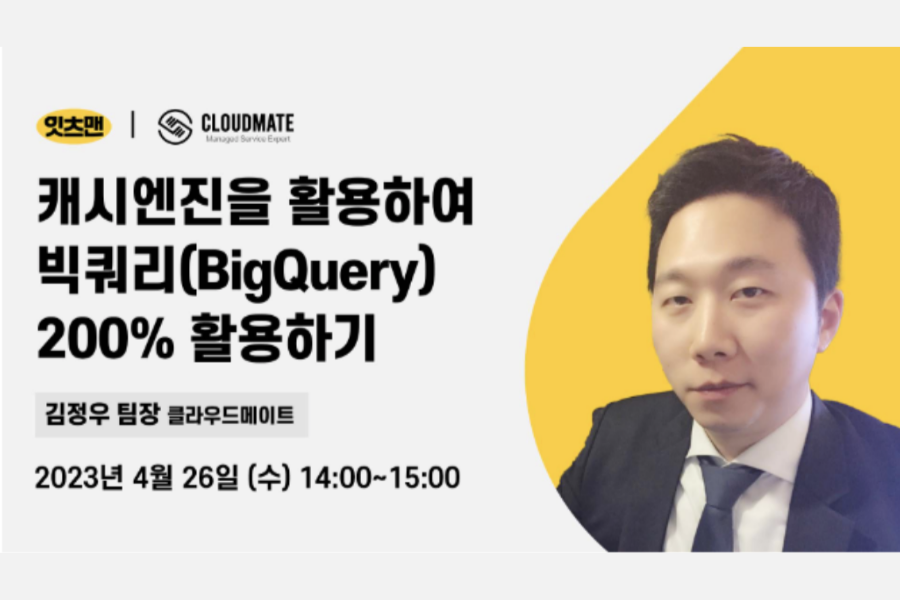 잇츠맨 | CLOUDMATE
Managed Service Expert
캐시엔진을 활용하여
빅쿼리(BigQuery)
200% 활용하기
김정우 팀장 클라우드메이트
2023년 4월 26일 (수) 14:00~15:00